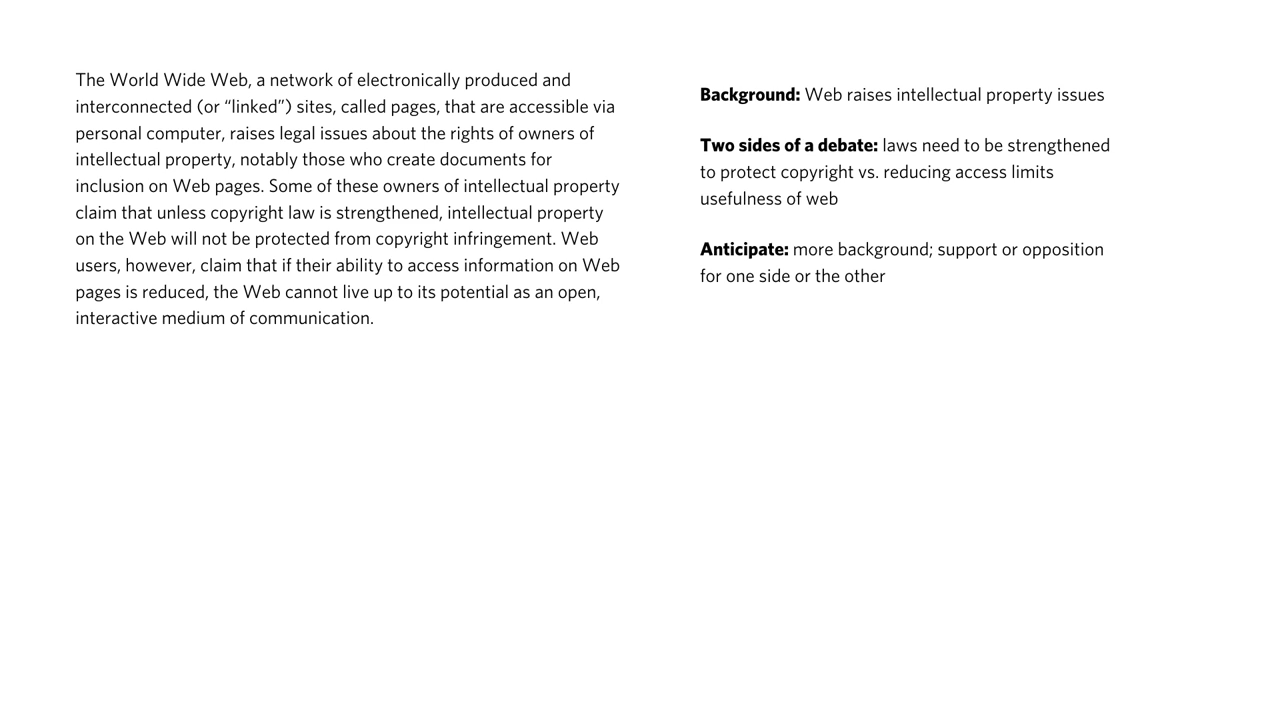 The World Wide Web, a network of electronically produced and
interconnected (or “linked”) sites, called pages, that are accessible via
personal computer, raises legal issues about the rights of owners of
intellectual property, notably those who create documents for
inclusion on Web pages. Some of these owners of intellectual property
claim that unless copyright law is strengthened, intellectual property
on the Web will not be protected from copyright infringement. Web
users, however, claim that if their ability to access information on Web
pages is reduced, the Web cannot live up to its potential as an open,
interactive medium of communication.
Background: Web raises intellectual property issues
Two sides of a debate: laws need to be strengthened
to protect copyright vs. reducing access limits
usefulness of web
Anticipate: more background; support or opposition
for one side or the other